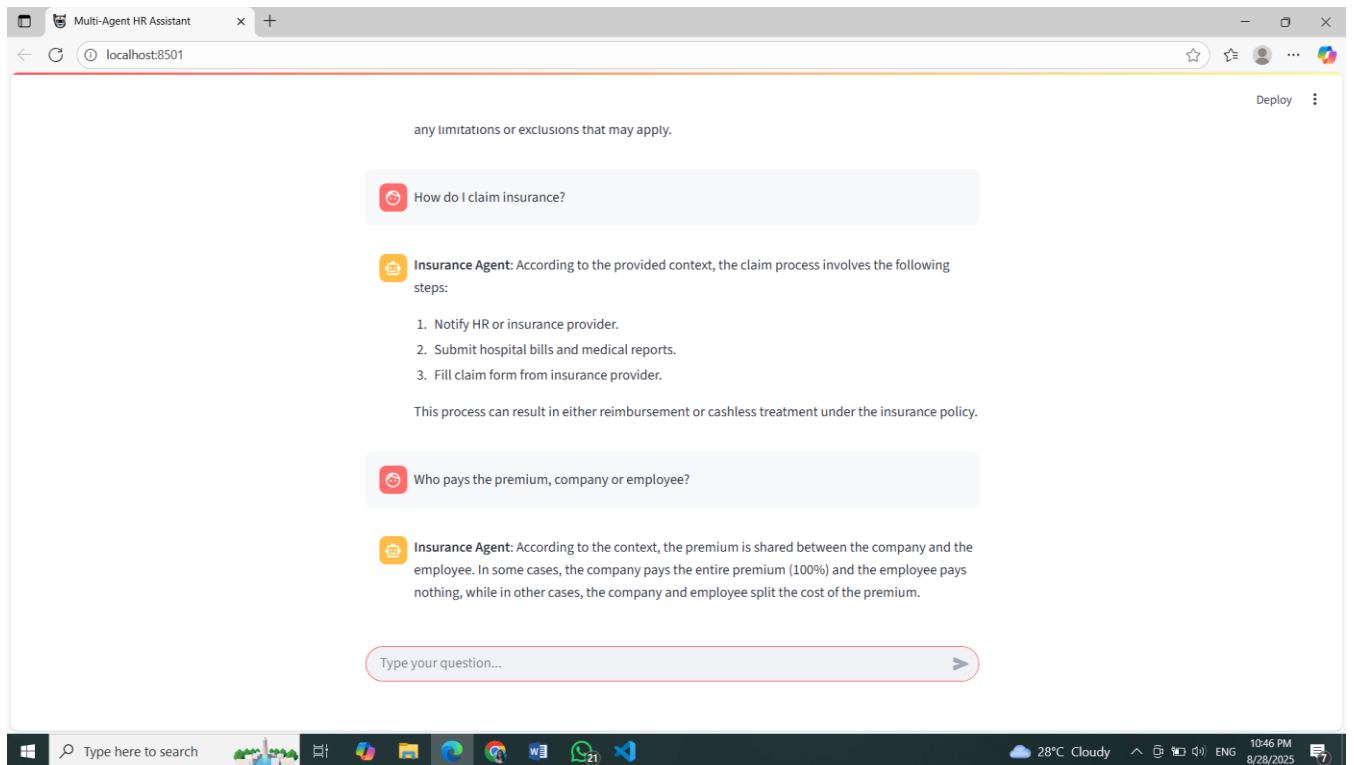 Multi-Agent HR Assistant
localhost:8501
Deploy
any limitations or exclusions that may apply.
How do I claim insurance?
Insurance Agent: According to the provided context, the claim process involves the following
steps:
1. Notify HR or insurance provider.
2. Submit hospital bills and medical reports.
3. Fill claim form from insurance provider.
This process can result in either reimbursement or cashless treatment under the insurance policy.
Who pays the premium, company or employee?
Insurance Agent: According to the context, the premium is shared between the company and the
employee. In some cases, the company pays the entire premium (100%) and the employee pays
nothing, while in other cases, the company and employee split the cost of the premium.
Type your question...
Type here to search
21
28°C Cloudy
ENG
10:46 PM
8/28/2025
7